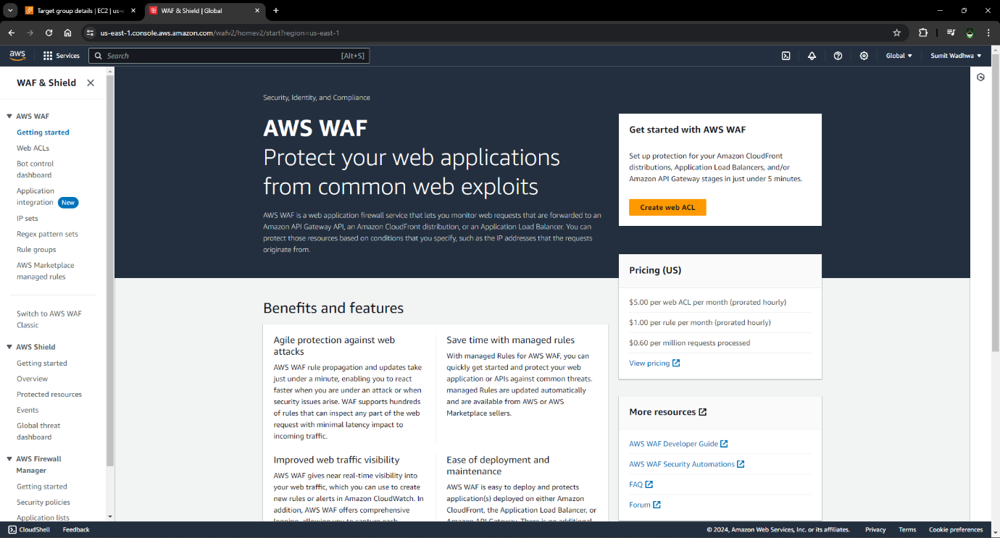 Target group details | EC2 | us-e
WAF & Shield | Global
us-east-1.console.aws.amazon.com/wafv2/homev2/start?region=us-east-1
aws
Services
Search
[Alt+S]
Global
Sumit Wadhwa
WAF & Shield
AWS WAF
Getting started
Web ACLs
Bot control
dashboard
Application
integration New
IP sets
Regex pattern sets
Rule groups
AWS Marketplace
managed rules
Switch to AWS WAF
Classic
AWS Shield
Getting started
Overview
Protected resources
Events
Global threat
dashboard
AWS Firewall
Manager
Getting started
Security policies
Application lists
Security, Identity, and Compliance
AWS WAF
Protect your web applications
from common web exploits
AWS WAF is a web application firewall service that lets you monitor web requests that are forwarded to an
Amazon API Gateway API, an Amazon CloudFront distribution, or an Application Load Balancer. You can
protect those resources based on conditions that you specify, such as the IP addresses that the requests
originate from.
Get started with AWS WAF
Set up protection for your Amazon CloudFront
distributions, Application Load Balancers, and/or
Amazon API Gateway stages in just under 5 minutes.
Create web ACL
Pricing (US)
$5.00 per web ACL per month (prorated hourly)
$1.00 per rule per month (prorated hourly)
$0.60 per million requests processed
View pricing
More resources
AWS WAF Developer Guide
AWS WAF Security Automations
FAQ
Forum
Benefits and features
Agile protection against web
attacks
AWS WAF rule propagation and updates take
just under a minute, enabling you to react
faster when you are under an attack or when
security issues arise. WAF supports hundreds
of rules that can inspect any part of the web
request with minimal latency impact to
incoming traffic.
Save time with managed rules
With managed Rules for AWS WAF, you can
quickly get started and protect your web
application or APIs against common threats.
managed Rules are updated automatically
and are available from AWS or AWS
Marketplace sellers.
Improved web traffic visibility
AWS WAF gives near real-time visibility into
your web traffic, which you can use to create
new rules or alerts in Amazon CloudWatch. In
addition, AWS WAF offers comprehensive
logging, allowing you to capture each
Ease of deployment and
maintenance
AWS WAF is easy to deploy and protects
application(s) deployed on either Amazon
CloudFront, the Application Load Balancer, or
Amazon API Gateway. There is no additional
CloudShell
Feedback
© 2024, Amazon Web Services, Inc. or its affiliates.
Privacy
Terms
Cookie preferences